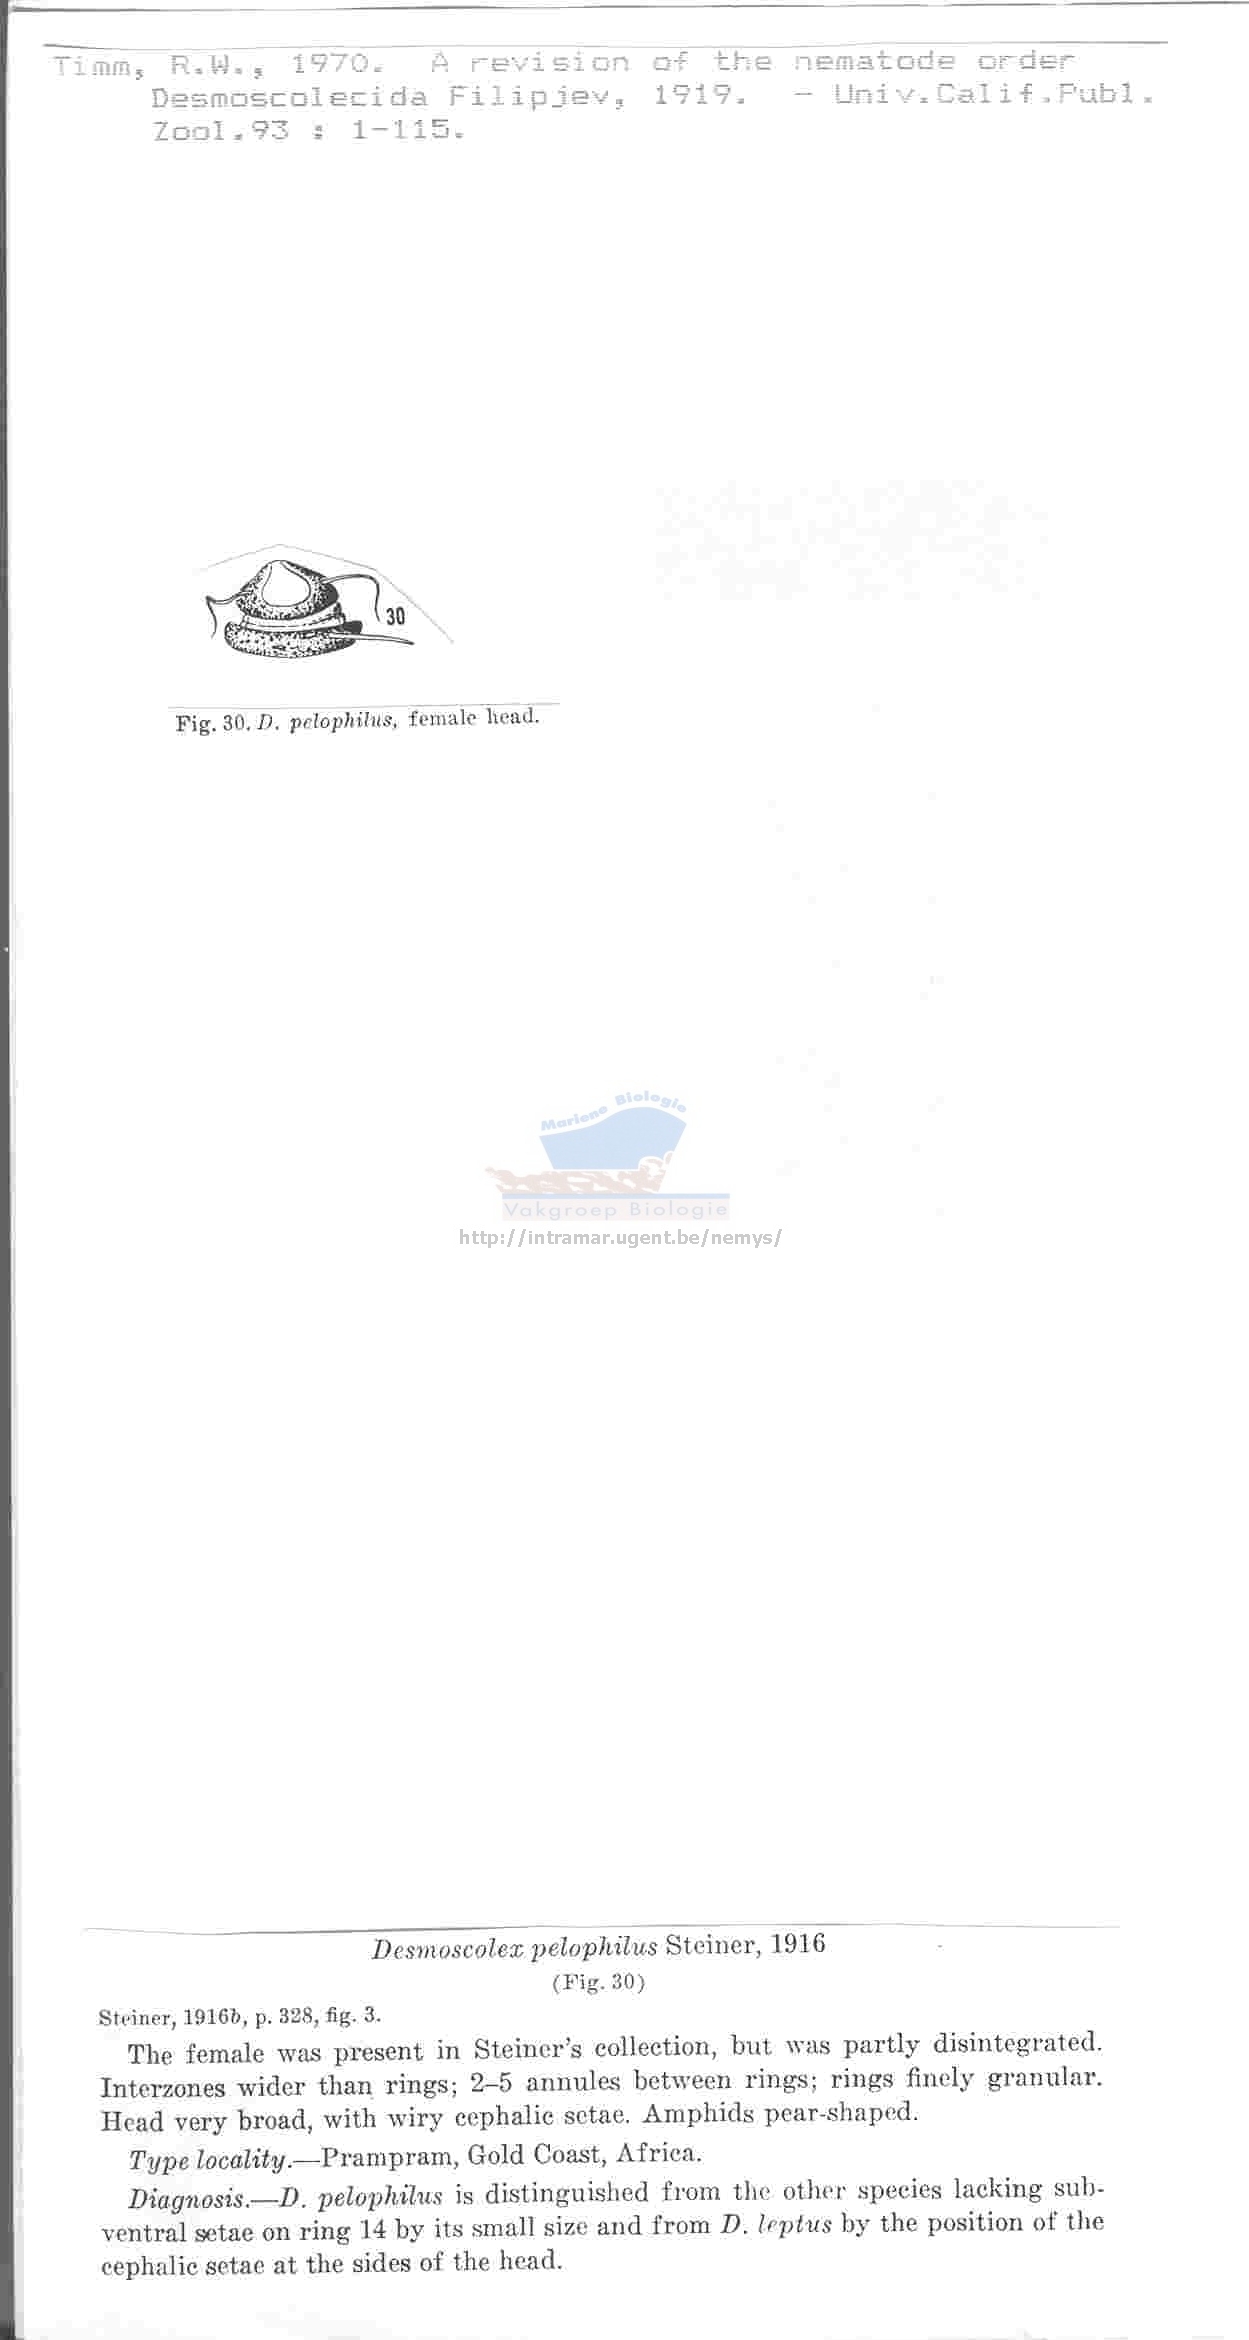 Timm, R.W., 1970. A revision of the nematode order
Desmoscolecida Filipjev, 1919. - Univ.Calif.Publ.
Zool.93 : 1-115.
30
Fig. 30. D. pelophilus, female head.
Mariene Biologie
Vakgroep Biologie
http://intramar.ugent.be/nemys/
Desmoscolex pelophilus Steiner, 1916
(Fig. 30)
Steiner, 1916b, p. 328, fig. 3.
The female was present in Steiner's collection, but was partly disintegrated.
Interzones wider than rings; 2–5 annules between rings; rings finely granular.
Head very broad, with wiry cephalic setae. Amphids pear-shaped.
Type locality.—Prampram, Gold Coast, Africa.
Diagnosis.—D. pelophilus is distinguished from the other species lacking sub-
ventral setae on ring 14 by its small size and from D. leptus by the position of the
cephalic setae at the sides of the head.